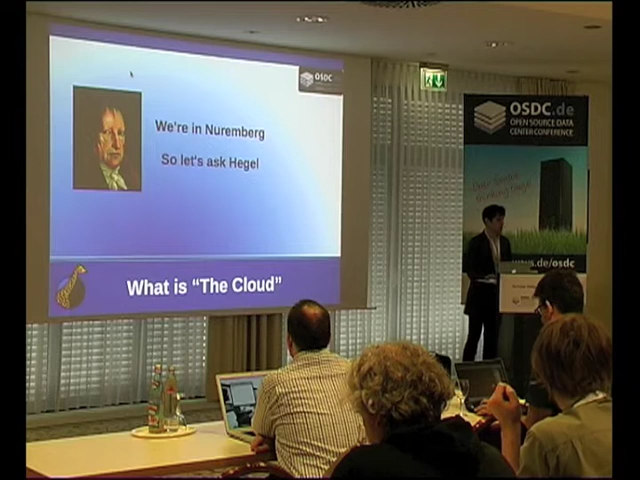 OSDC
We're in Nuremberg
So let's ask Hegel
What is “The Cloud”
OSDC.de
OPEN SOURCE DATA
CENTER CONFERENCE
.de/osdc